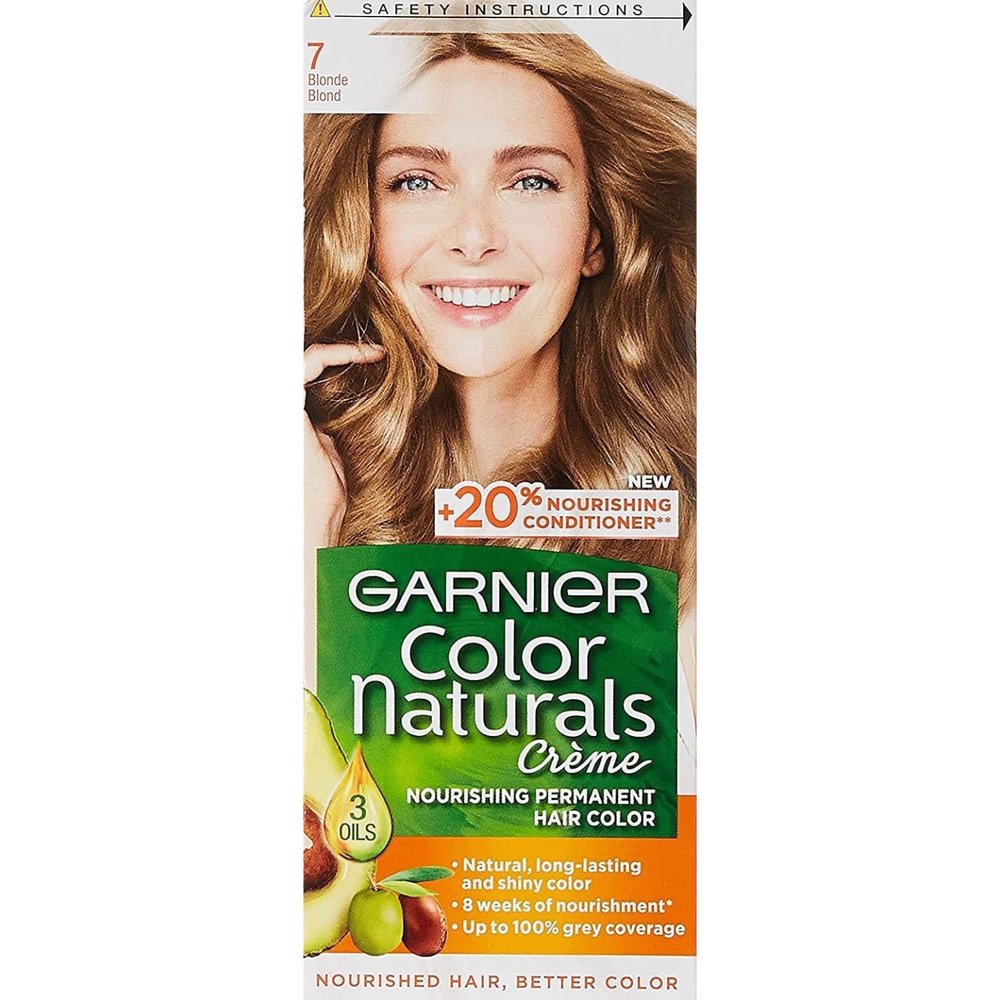 SAFETY INSTRUCTIONS
7
Blonde
Blond
NEW
+20% NOURISHING
CONDITIONER**
GARNIER
Color
Naturals
Crème
NOURISHING PERMANENT
HAIR COLOR
3
OILS
• Natural, long-lasting
and shiny color
• 8 weeks of nourishment*
• Up to 100% grey coverage
NOURISHED HAIR, BETTER COLOR